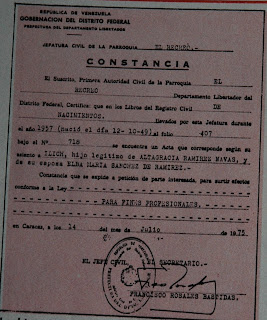 REPUBLICA DE VENEZUELA
GOBERNACION DEL DISTRITO FEDERAL
PREFECTURA DEL DEPARTAMENTO LIBERTADOR
JEFATURA CIVIL DE LA PARROQUIA EL RECREO.-
CONSTANCIA
El Suscrito, Primera Autoridad Civil de la Parroquia EL
RECREO Departamento Libertador del
Distrito Federal, Certifica: que en los Libros del Registro Civil DE
NACIMIENTOS. llevados por esta Jefatura durante
el año 1957 (nació el día 12-10-49) al folio 407
bajo el Nº 718 se encuentra un Acta que corresponde según su
asiento a ILICH, hijo legítimo de ALTAGRACIA RAMIREZ NAVAS, y
de su esposa ELBA MARIA SANCHEZ DE RAMIREZ.-
Constancia que se expide a petición de parte interesada, para surtir efectos
conforme a la Ley
PARA FINES PROFESIONALES.
en Caracas, a 14 del mes de Julio de 1975
EL JEFE CIVIL EL SECRETARIO.-
FRANCISCO ROSALES BASTIDAS.